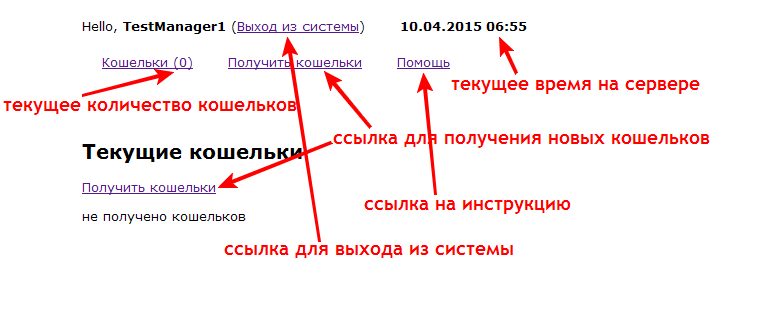 Hello, TestManager1 (Выход из системы) 10.04.2015 06:55
Кошельки (0) Получить кошельки Помощь
текущее время на сервере
текущее количество кошельков
ссылка для получения новых кошельков
Текущие кошельки
Получить кошельки
ссылка на инструкцию
не получено кошельков
ссылка для выхода из системы